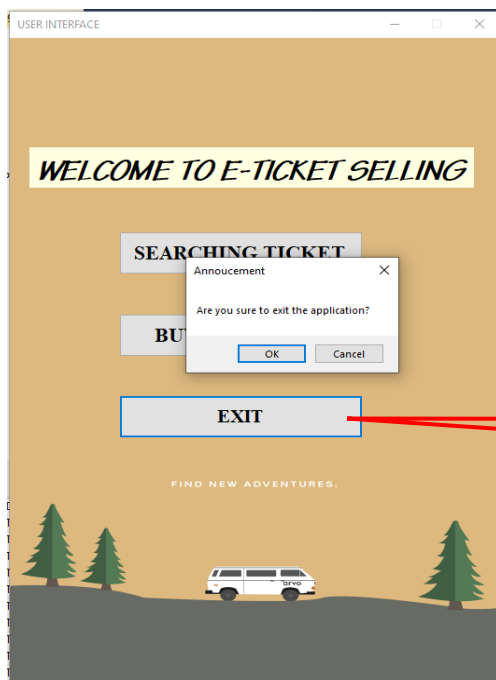 USER INTERFACE
WELCOME TO E-TICKET SELLING
SEARCHING TICKET
Annoucement
Are you sure to exit the application?
OK Cancel
EXIT
FIND NEW ADVENTURES.
arvo